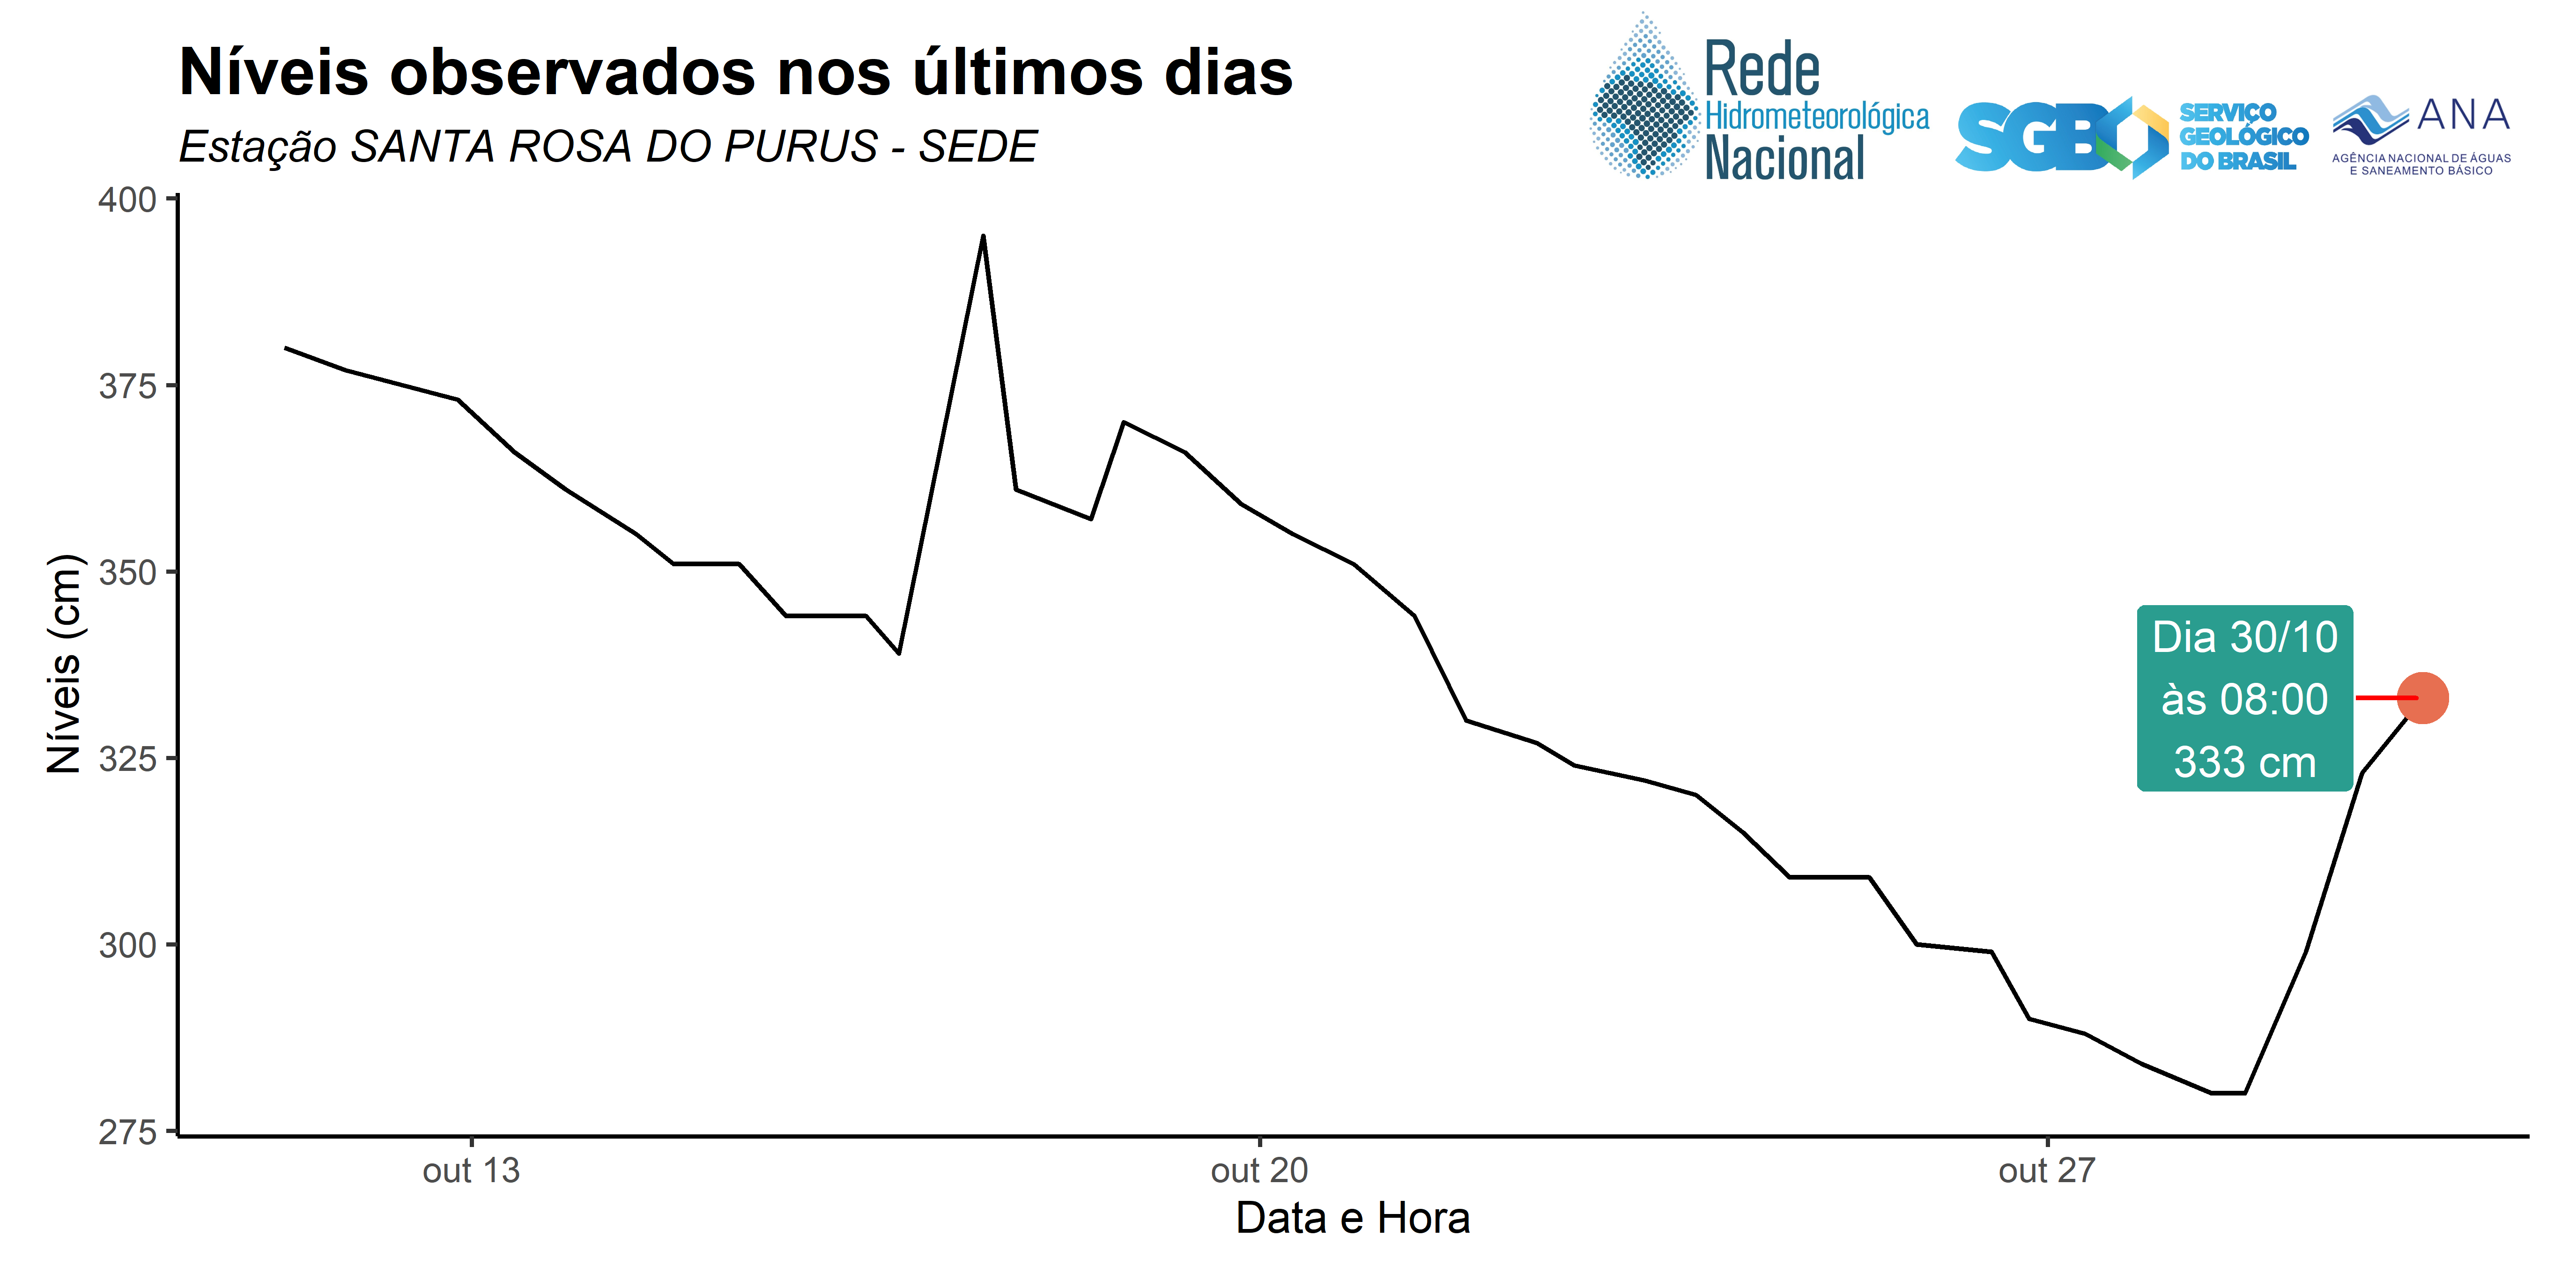 Níveis observados nos últimos dias
Estação SANTA ROSA DO PURUS - SEDE
Rede
Hidrometeorológica
Nacional
SGB
SERVIÇO
GEOLÓGICO
DO BRASIL
ANA
AGÊNCIA NACIONAL DE ÁGUAS
E SANEAMENTO BÁSICO
Níveis (cm)
400
375
350
325
300
275
Dia 30/10
às 08:00
333 cm
out 13
out 20
out 27
Data e Hora